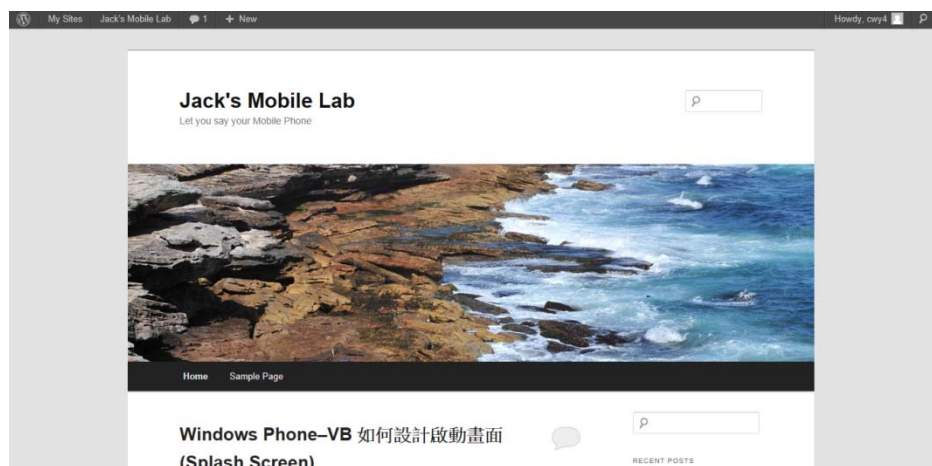 My Sites Jack's Mobile Lab 1 + New Howdy, cwy4
Jack's Mobile Lab
Let you say your Mobile Phone
Home Sample Page
Windows Phone–VB 如何設計啟動畫面
(Splash Screen)
RECENT POSTS